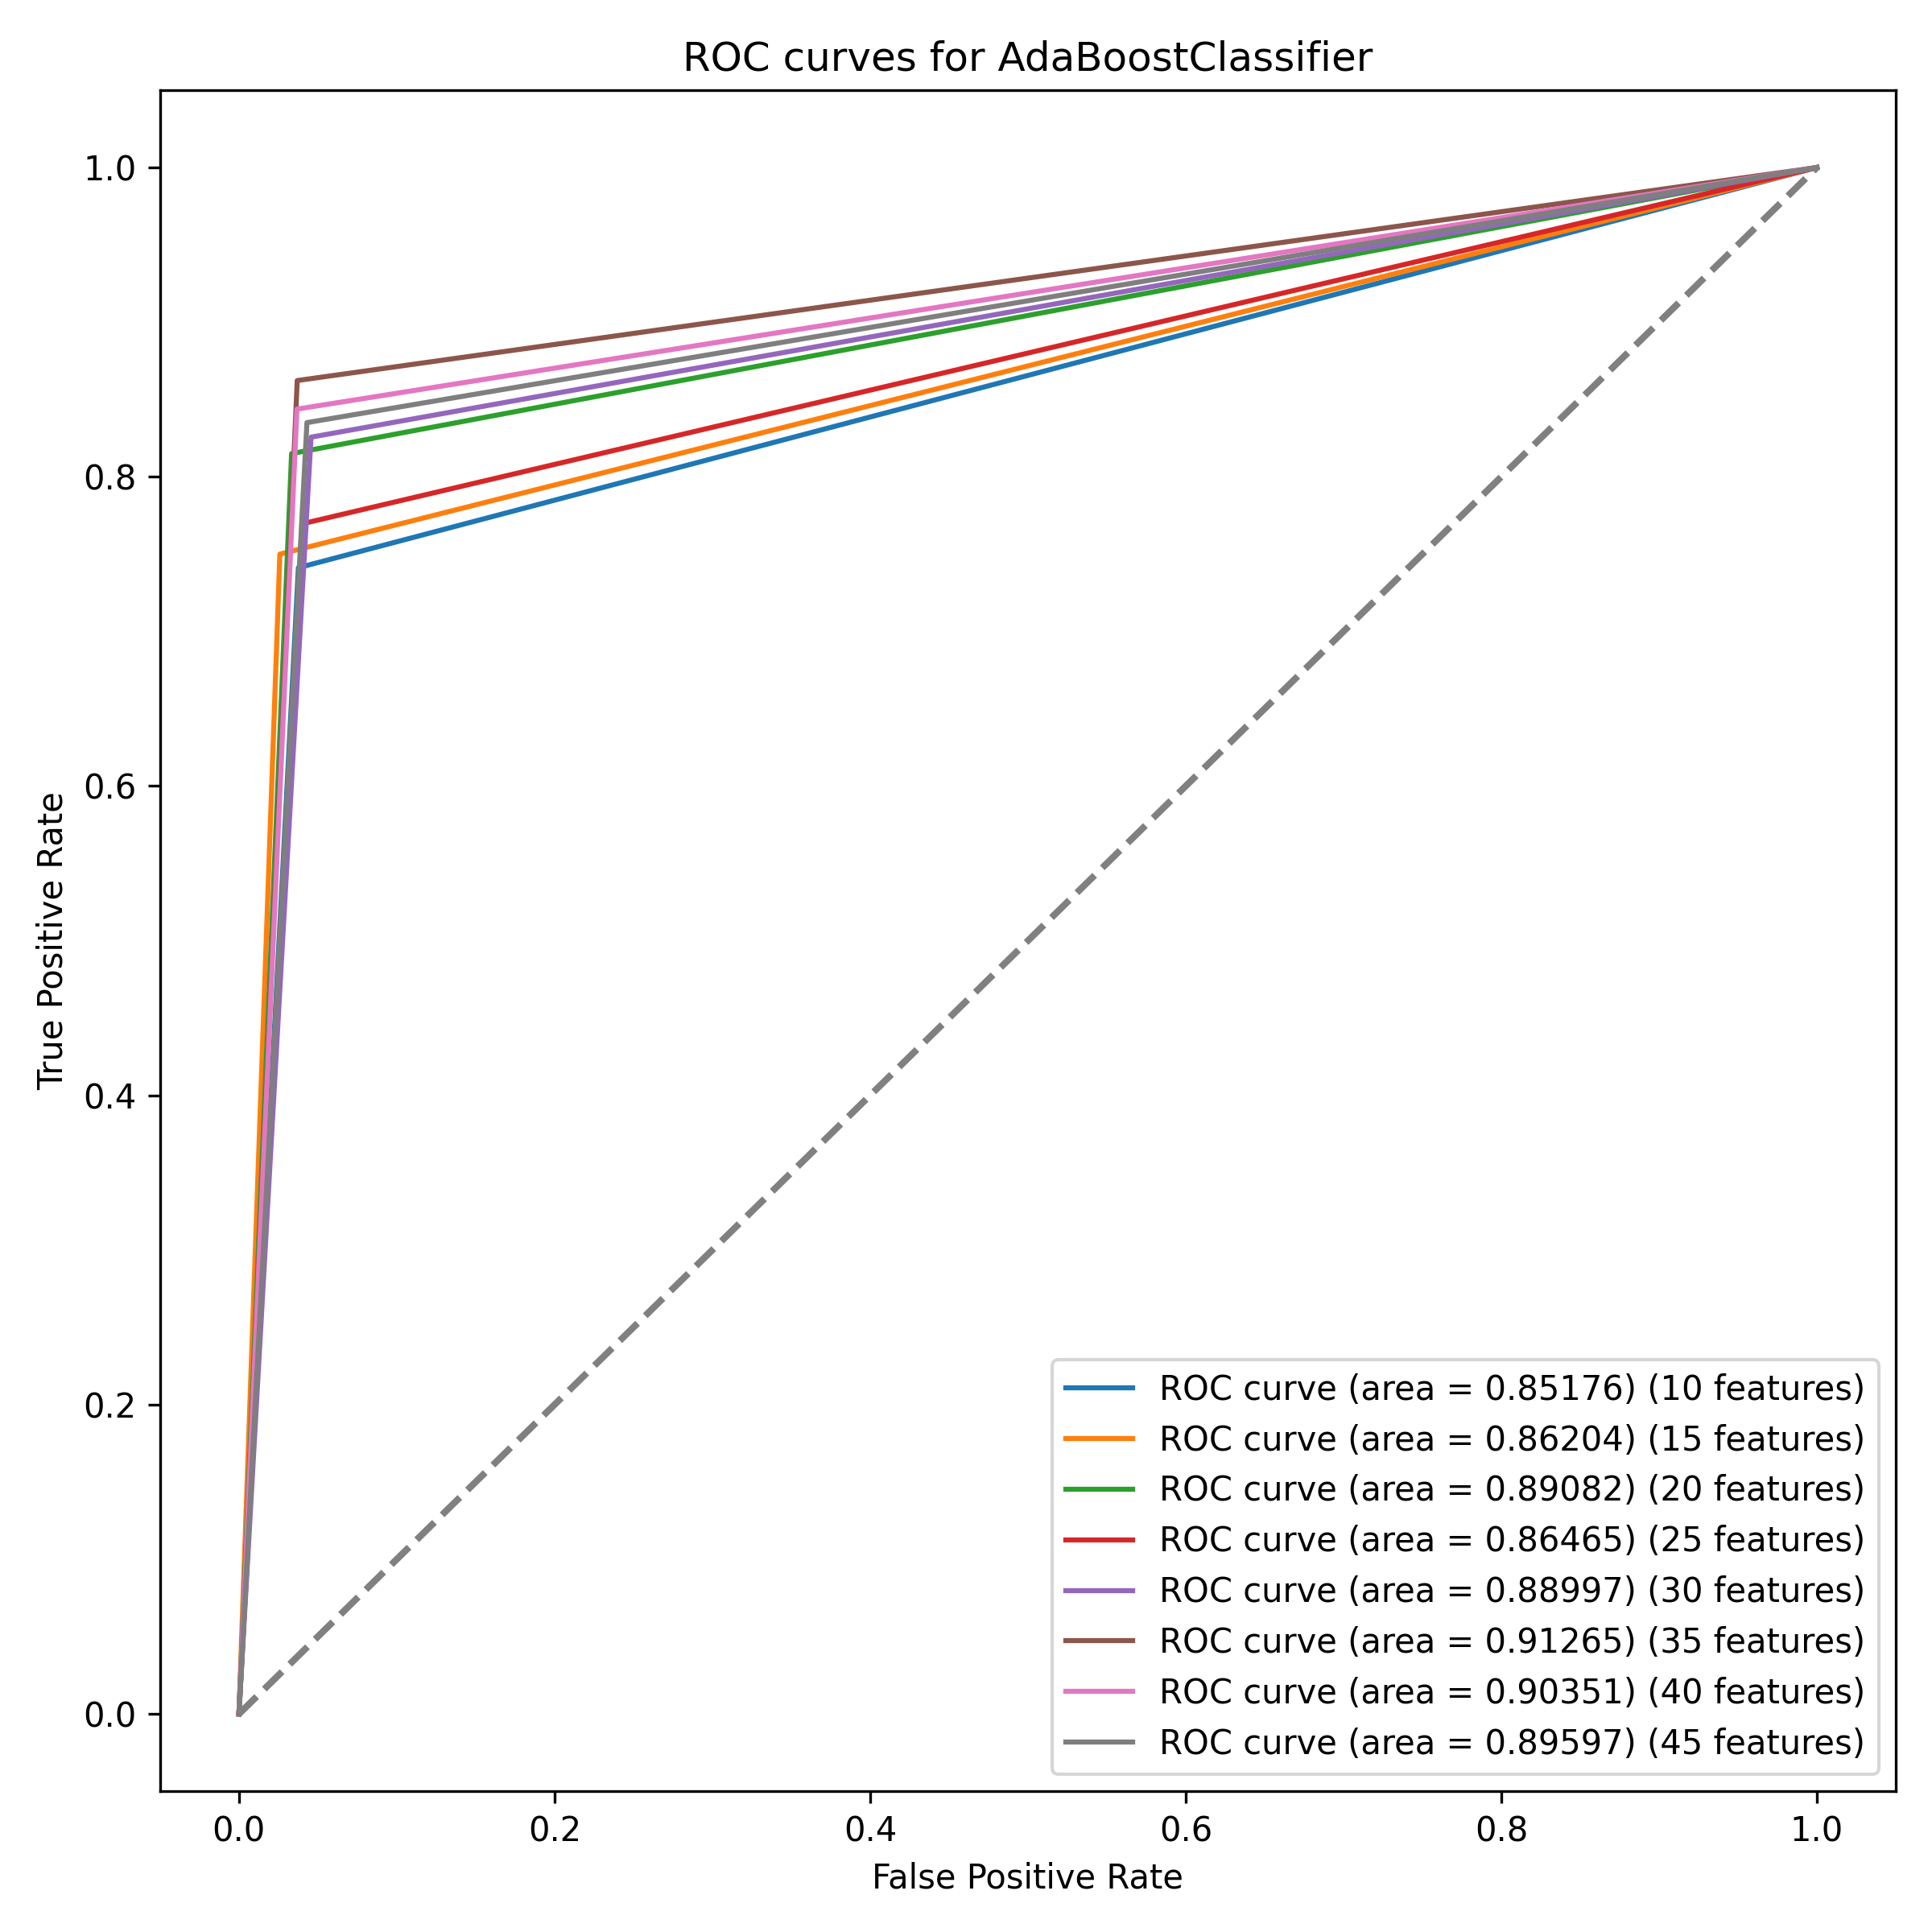 ROC curves for AdaBoostClassifier
True Positive Rate
1.0
0.8
0.6
0.4
0.2
0.0
ROC curve (area = 0.85176) (10 features)
ROC curve (area = 0.86204) (15 features)
ROC curve (area = 0.89082) (20 features)
ROC curve (area = 0.86465) (25 features)
ROC curve (area = 0.88997) (30 features)
ROC curve (area = 0.91265) (35 features)
ROC curve (area = 0.90351) (40 features)
ROC curve (area = 0.89597) (45 features)
0.0 0.2 0.4 0.6 0.8 1.0
False Positive Rate